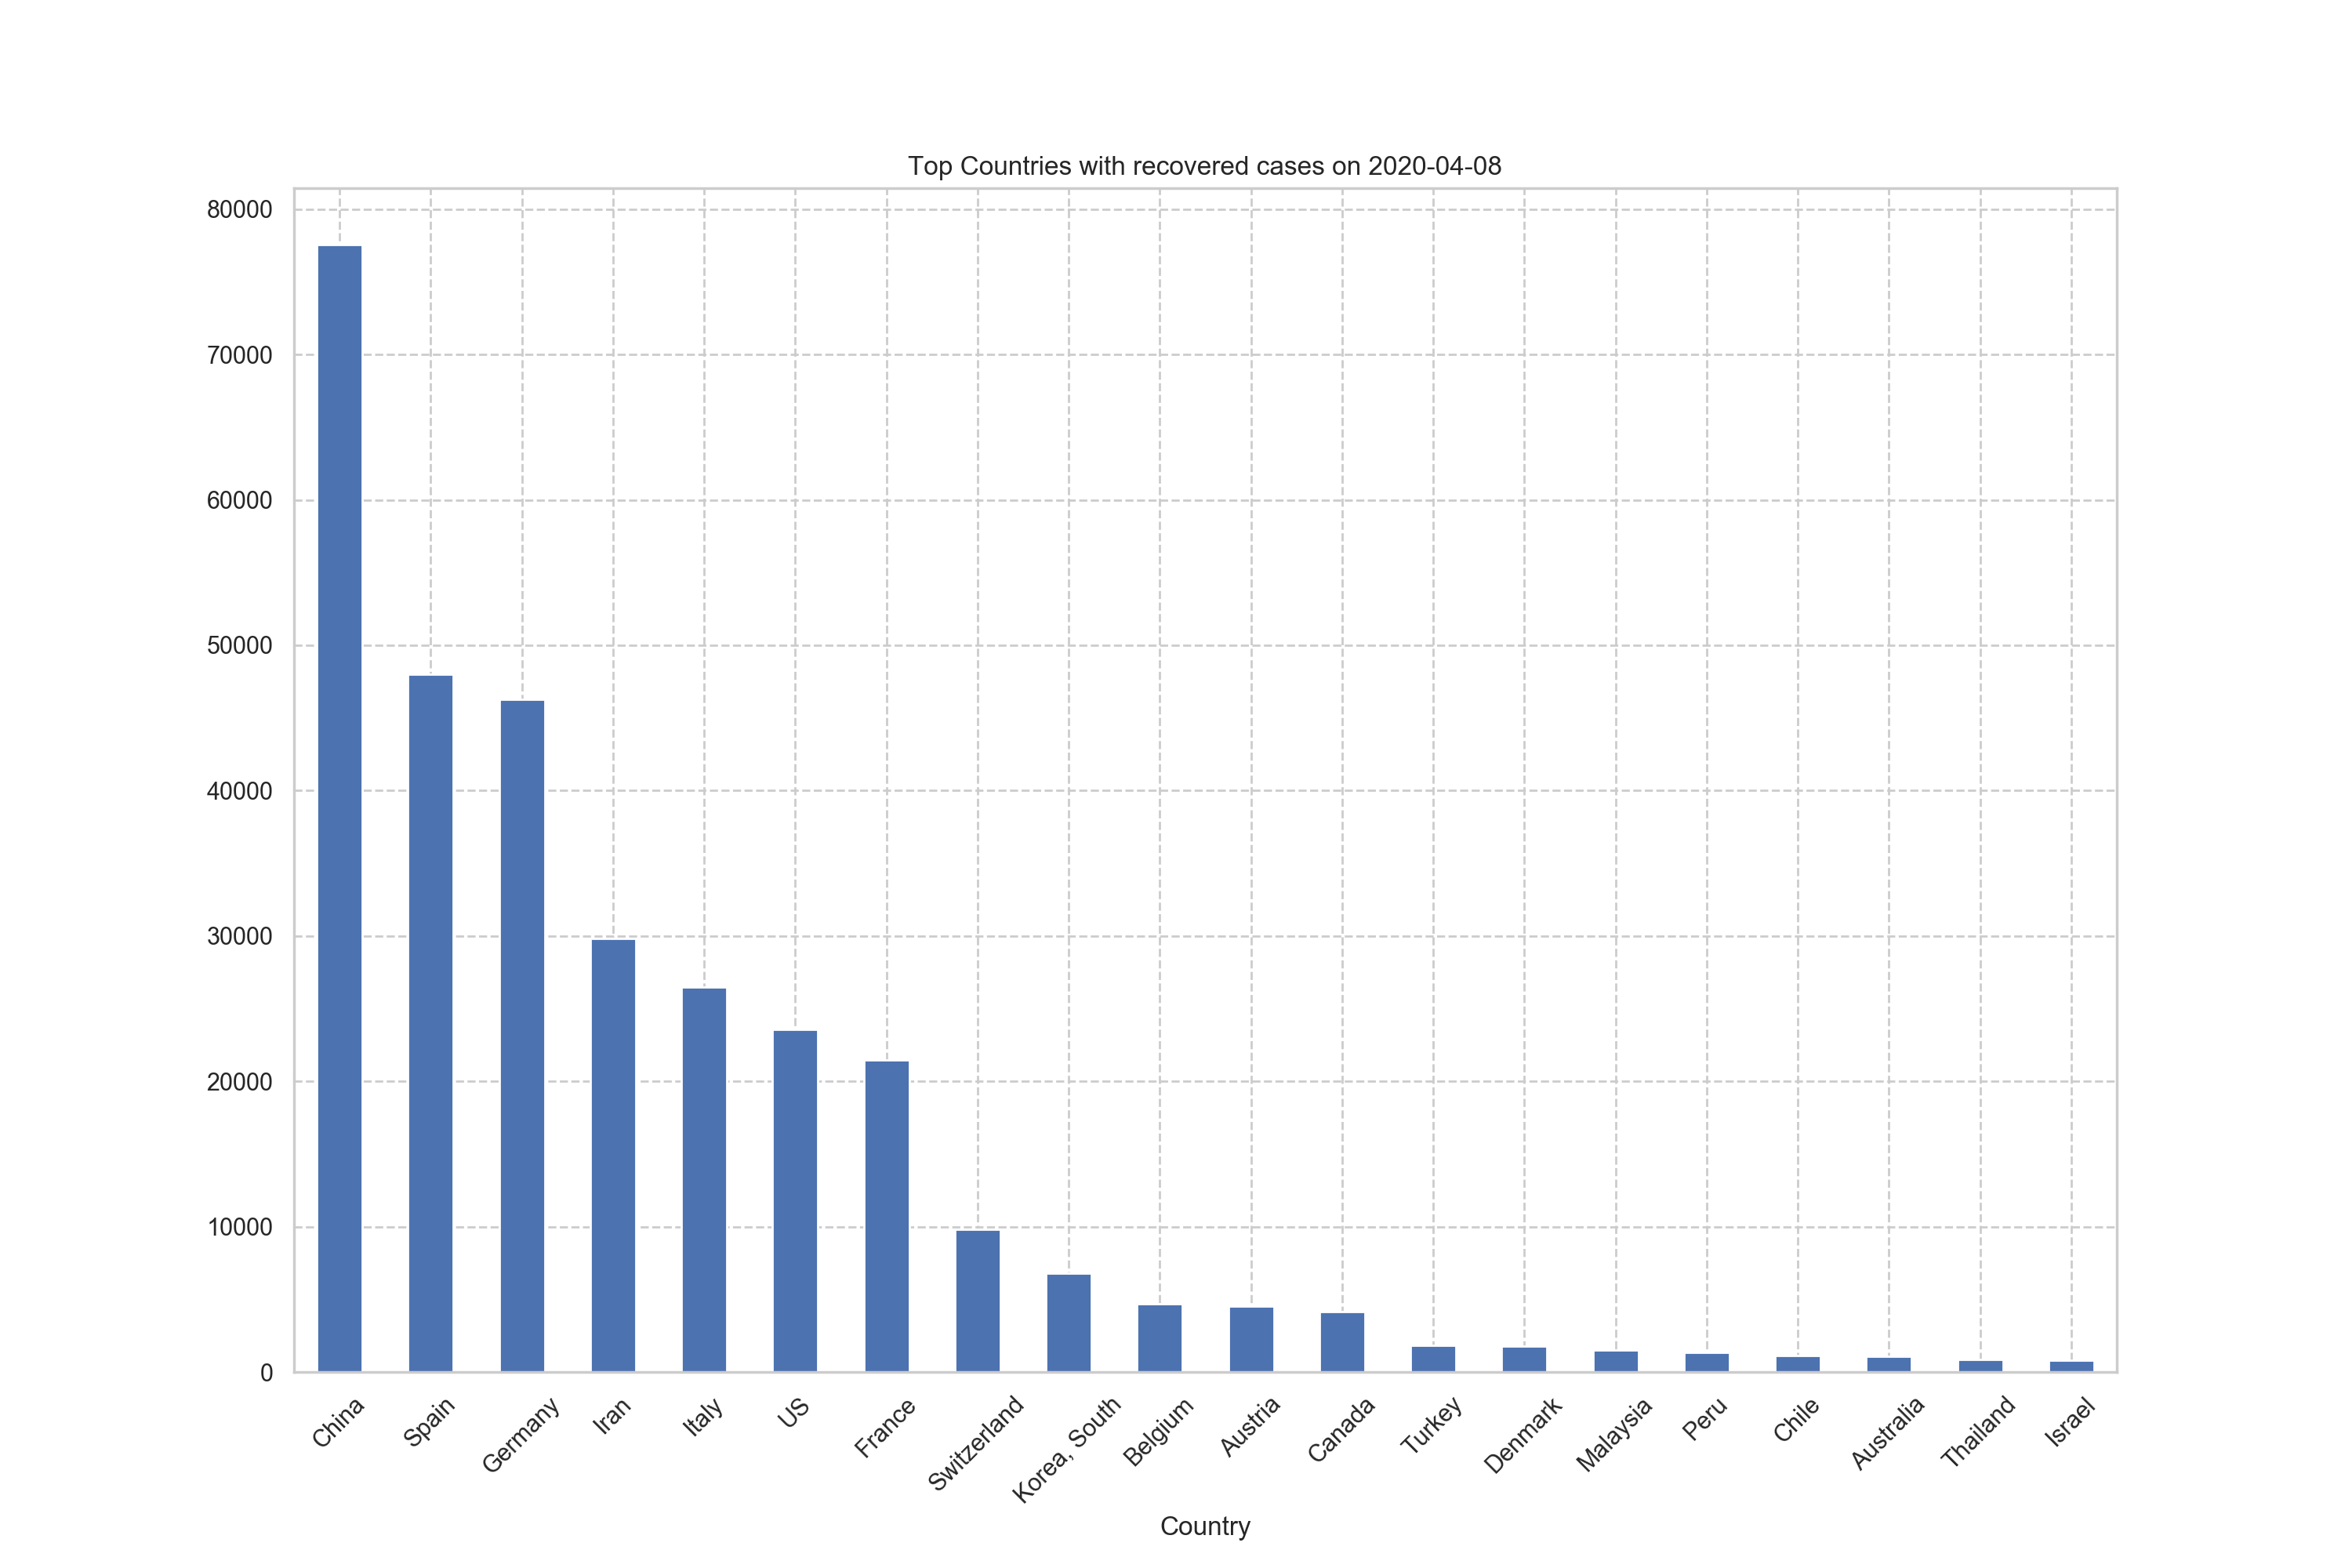 Top Countries with recovered cases on 2020-04-08
80000
70000
60000
50000
40000
30000
20000
10000
0
China
Spain
Germany
Iran
Italy
US
France
Switzerland
Korea, South
Belgium
Austria
Canada
Turkey
Denmark
Malaysia
Peru
Chile
Australia
Thailand
Israel
Country